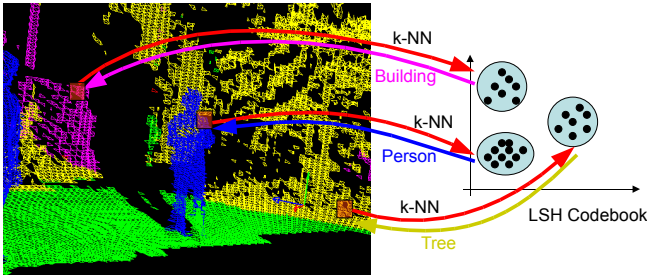 k-NN
Building
k-NN
Person
k-NN
LSH Codebook
Tree